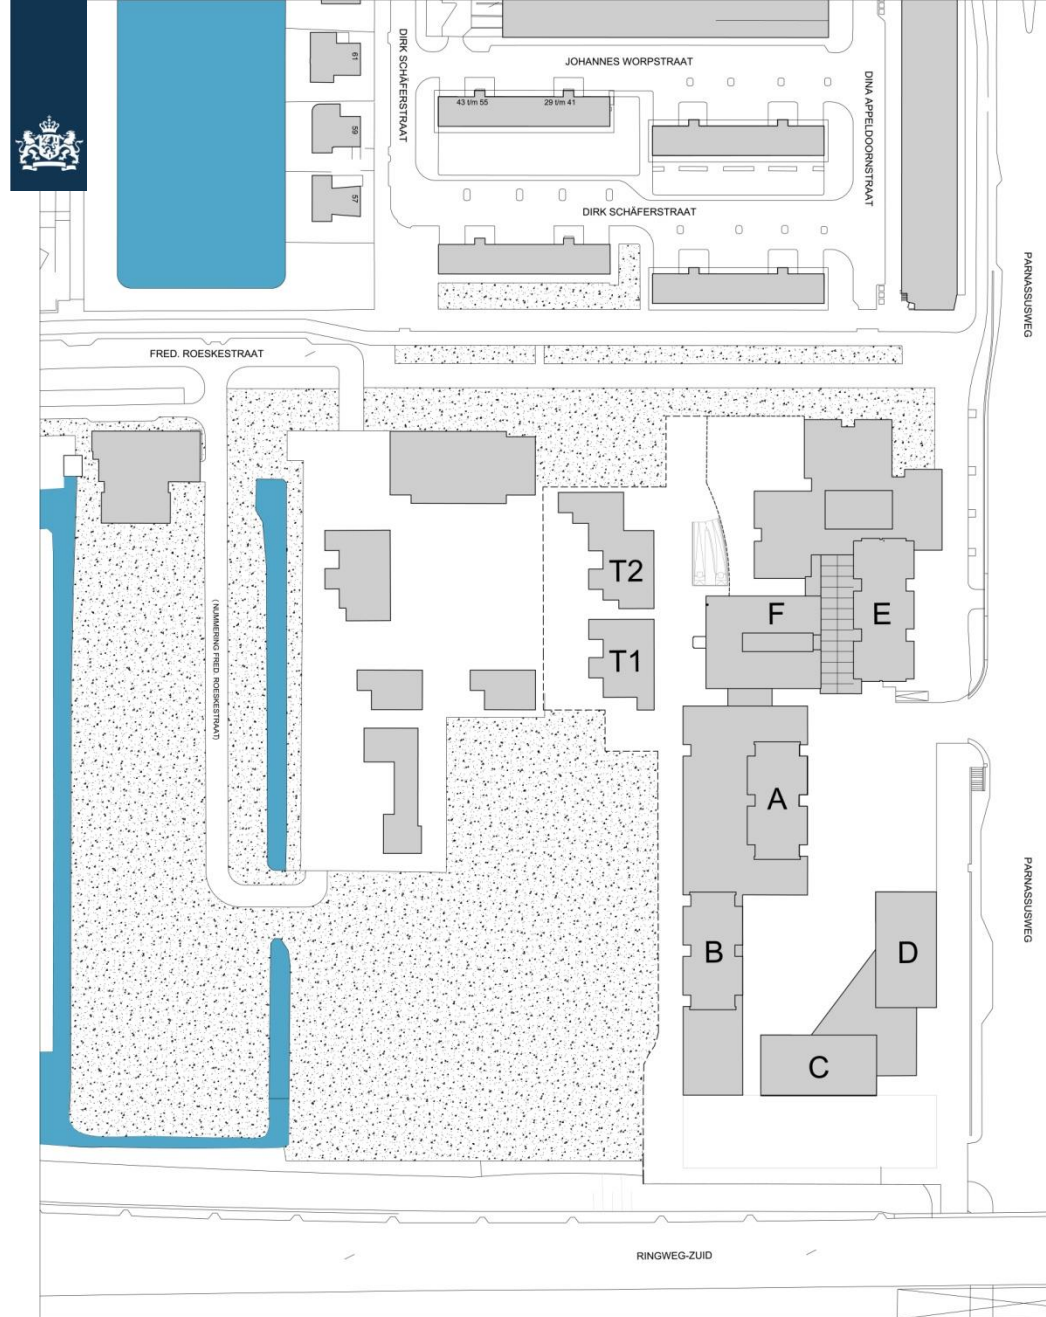 61
DIRK SCHÄFERSTRAAT
JOHANNES WORPSTRAAT
DINA APPELDOORNSTRAAT
43 t/m 55
29 t/m 41
59
57
DIRK SCHÄFERSTRAAT
PARNASSUSWEG
FRED. ROESKESTRAAT
(NUMMERING FRED. ROESKESTRAAT)
T2
F
E
T1
A
B
D
C
PARNASSUSWEG
RINGWEG-ZUID